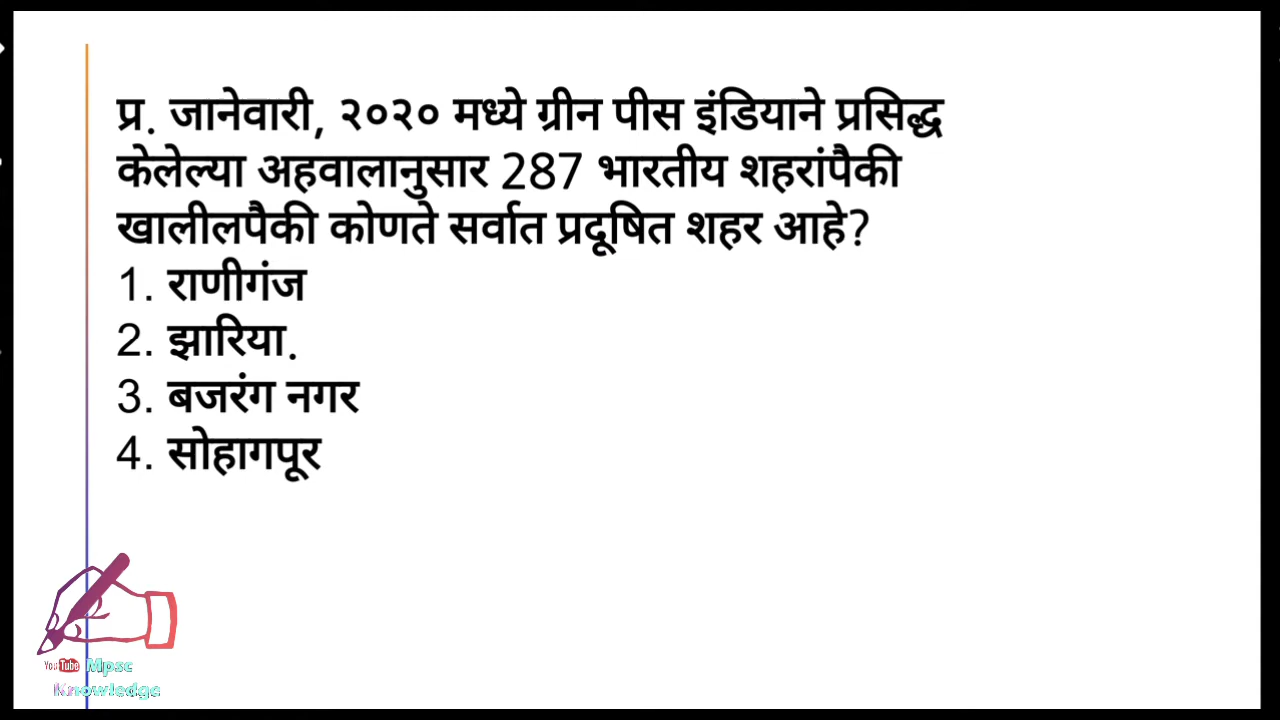 प्र. जानेवारी, २०२० मध्ये ग्रीन पीस इंडियाने प्रसिद्ध
केलेल्या अहवालानुसार 287 भारतीय शहरांपैकी
खालीलपैकी कोणते सर्वात प्रदूषित शहर आहे?
1. राणीगंज
2. झारिया.
3. बजरंग नगर
4. सोहागपूर
YouTube Mpsc
Knowledge